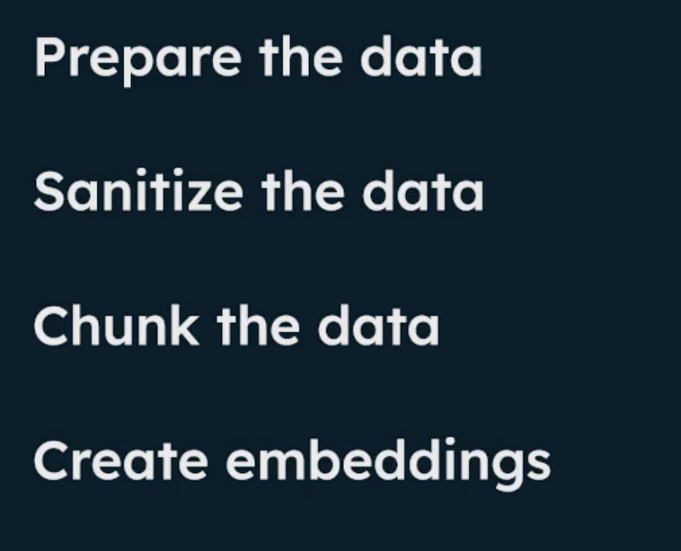 Prepare the data
Sanitize the data
Chunk the data
Create embeddings